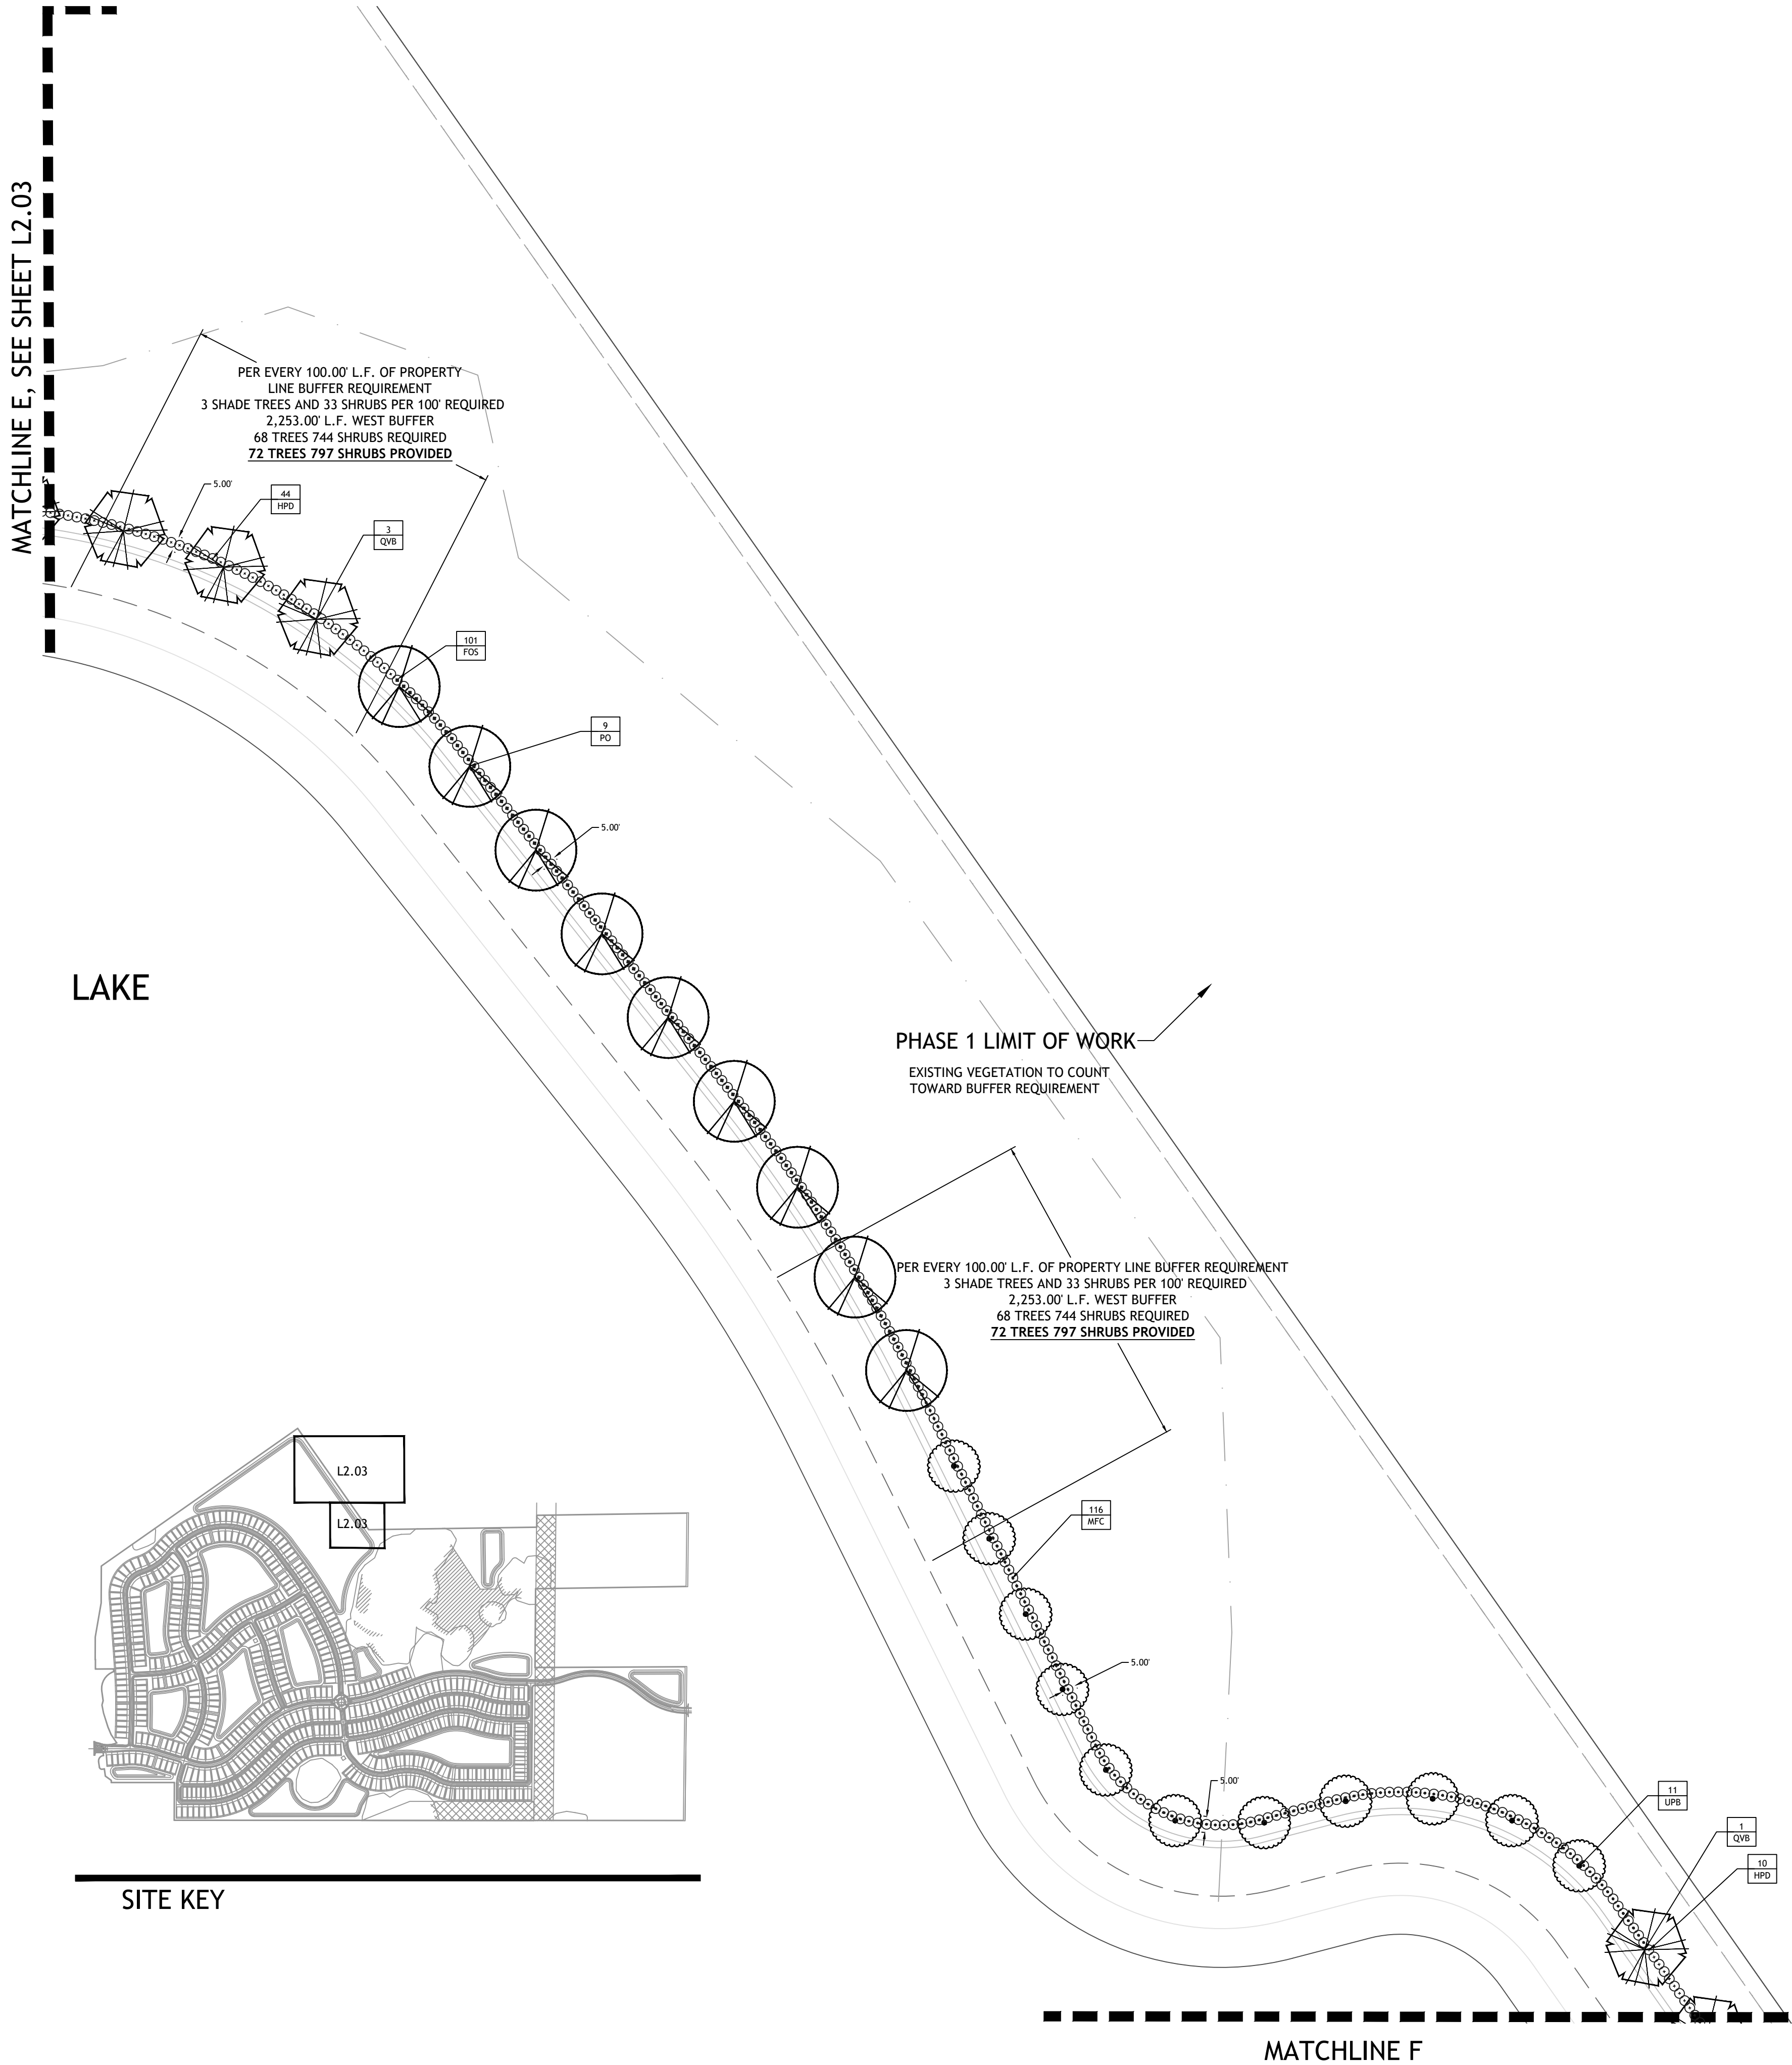 MATCHLINE E, SEE SHEET L2.03
PER EVERY 100.00' L.F. OF PROPERTY
LINE BUFFER REQUIREMENT
3 SHADE TREES AND 33 SHRUBS PER 100' REQUIRED
2,253.00' L.F. WEST BUFFER
68 TREES 744 SHRUBS REQUIRED
72 TREES 797 SHRUBS PROVIDED
5.00'
44
HPD
3
QVB
101
FOS
9
PO
5.00'
LAKE
PHASE 1 LIMIT OF WORK
EXISTING VEGETATION TO COUNT
TOWARD BUFFER REQUIREMENT
PER EVERY 100.00' L.F. OF PROPERTY LINE BUFFER REQUIREMENT
3 SHADE TREES AND 33 SHRUBS PER 100' REQUIRED
2,253.00' L.F. WEST BUFFER
68 TREES 744 SHRUBS REQUIRED
72 TREES 797 SHRUBS PROVIDED
L2.03
L2.03
116
MFC
5.00'
5.00'
11
UPB
1
QVB
10
HPD
SITE KEY
MATCHLINE F